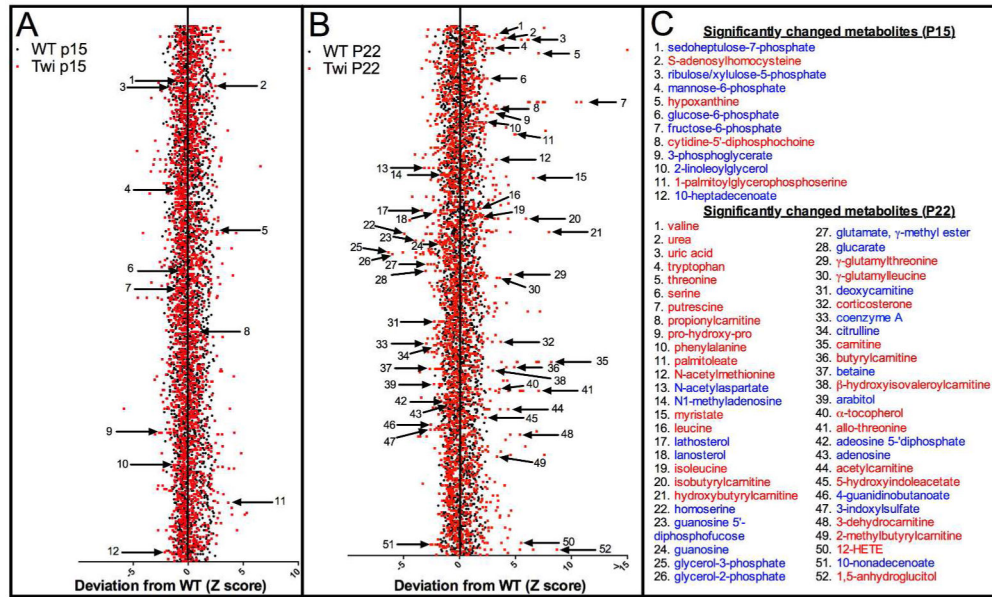 A
WT p15
Twi p15
1
3
2
4
5
6
7
8
9
10
11
12
-5
0
5
10
Deviation from WT (Z score)
B
WT P22
Twi P22
1
2
3
4
5
6
7
8
9
10
11
12
13
14
15
16
17
18
19
20
21
22
23
24
25
26
27
28
29
30
31
32
33
34
35
36
37
38
39
40
41
42
43
44
45
46
47
48
49
50
51
52
-5
0
5
15
Deviation from WT (Z score)
C
Significantly changed metabolites (P15)
1. sedoheptulose-7-phosphate
2. S-adenosylhomocysteine
3. ribulose/xylulose-5-phosphate
4. mannose-6-phosphate
5. hypoxanthine
6. glucose-6-phosphate
7. fructose-6-phosphate
8. cytidine-5'-diphosphochoine
9. 3-phosphoglycerate
10. 2-linoleoylglycerol
11. 1-palmitoylglycerophosphoserine
12. 10-heptadecenoate
Significantly changed metabolites (P22)
1. valine
2. urea
3. uric acid
4. tryptophan
5. threonine
6. serine
7. putrescine
8. propionylcarnitine
9. pro-hydroxy-pro
10. phenylalanine
11. palmitoleate
12. N-acetylmethionine
13. N-acetylaspartate
14. N1-methyladenosine
15. myristate
16. leucine
17. lathosterol
18. lanosterol
19. isoleucine
20. isobutyrylcarnitine
21. hydroxybutyrylcarnitine
22. homoserine
23. guanosine 5'-
diphosphofucose
24. guanosine
25. glycerol-3-phosphate
26. glycerol-2-phosphate
27. glutamate, γ-methyl ester
28. glucarate
29. γ-glutamylthreonine
30. γ-glutamylleucine
31. deoxycarnitine
32. corticosterone
33. coenzyme A
34. citrulline
35. carnitine
36. butyrylcarnitine
37. betaine
38. β-hydroxyisovaleroylcarnitine
39. arabitol
40. α-tocopherol
41. allo-threonine
42. adeosine 5-'diphosphate
43. adenosine
44. acetylcarnitine
45. 5-hydroxyindoleacetate
46. 4-guanidinobutanoate
47. 3-indoxylsulfate
48. 3-dehydrocarnitine
49. 2-methylbutyrylcarnitine
50. 12-HETE
51. 10-nonadecenoate
52. 1,5-anhydroglucitol